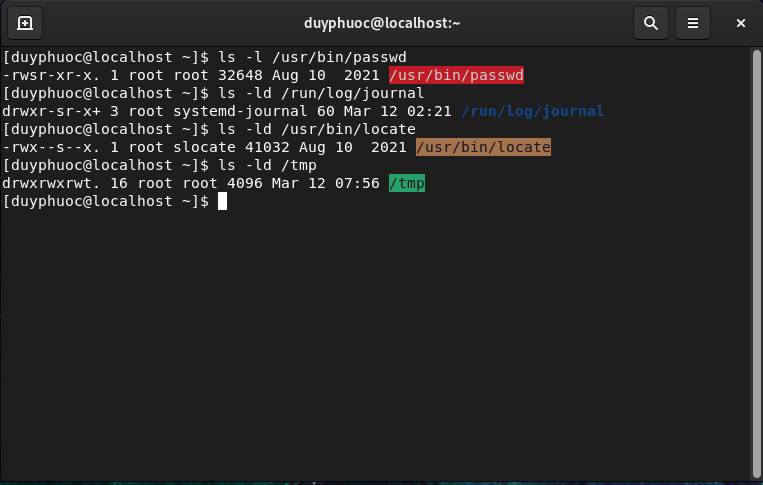 duyphuoc@localhost:~
[duyphuoc@localhost ~]$ ls -l /usr/bin/passwd
-rwsr-xr-x. 1 root root 32648 Aug 10  2021 /usr/bin/passwd
[duyphuoc@localhost ~]$ ls -ld /run/log/journal
drwxr-sr-x+ 3 root systemd-journal 60 Mar 12 02:21 /run/log/journal
[duyphuoc@localhost ~]$ ls -ld /usr/bin/locate
-rwx--s--x. 1 root slocate 41032 Aug 10  2021 /usr/bin/locate
[duyphuoc@localhost ~]$ ls -ld /tmp
drwxrwxrwt. 16 root root 4096 Mar 12 07:56 /tmp
[duyphuoc@localhost ~]$